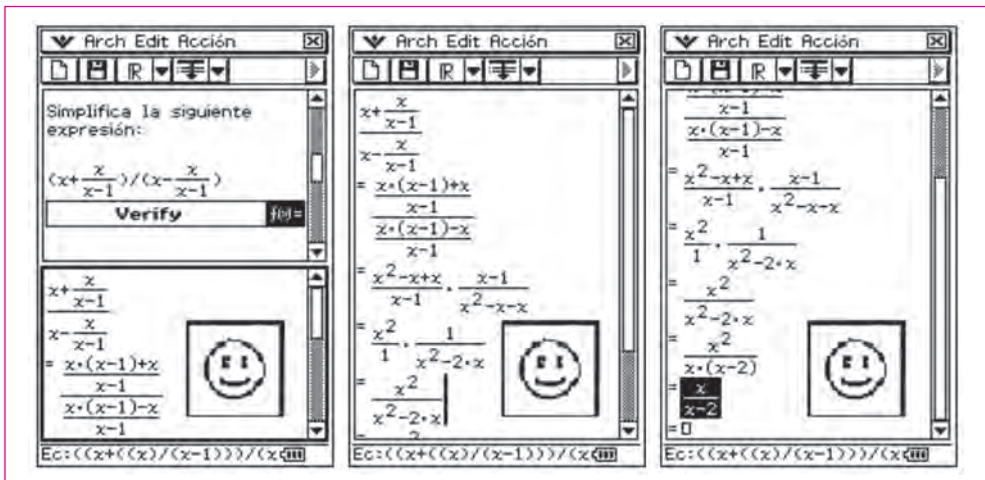 Arch Edit Acción
Simplifica la siguiente
expresión:
(x+x/(x-1))/(x-x/(x-1))
Verify
f(x)=
(x+x/(x-1))/(x-x/(x-1))
=((x·(x-1)+x)/(x-1))/((x·(x-1)-x)/(x-1))
Ec:((x+((x)/(x-1)))/(x
Arch Edit Acción
(x+x/(x-1))/(x-x/(x-1))
=((x·(x-1)+x)/(x-1))/((x·(x-1)-x)/(x-1))
=(x²-x+x)/(x-1)·(x-1)/(x²-x-x)
=x²/1·1/(x²-2·x)
=x²/(x²-2·x)
=
Ec:((x+((x)/(x-1)))/(x
Arch Edit Acción
x-1
(x·(x-1)-x)/(x-1)
=(x²-x+x)/(x-1)·(x-1)/(x²-x-x)
=x²/1·1/(x²-2·x)
=x²/(x²-2·x)
=x²/(x·(x-2))
=x/(x-2)
=
Ec:((x+((x)/(x-1)))/(x